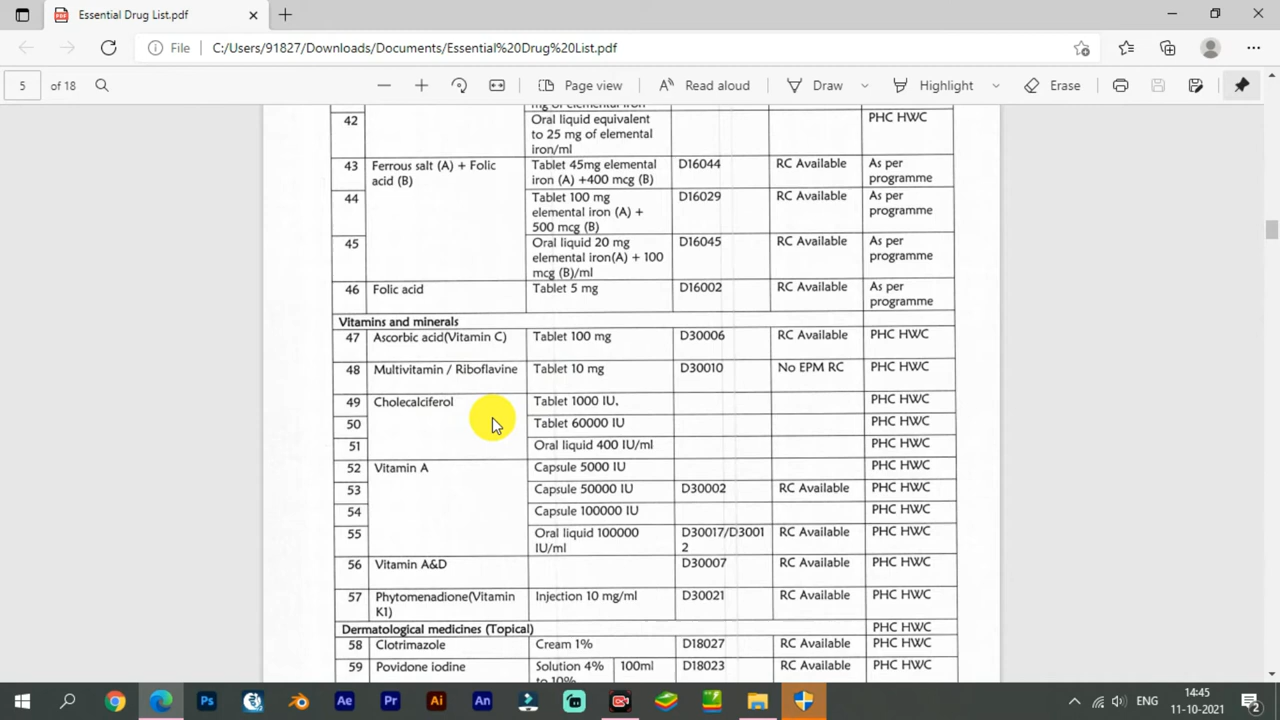 Essential Drug List.pdf
File C:/Users/91827/Downloads/Documents/Essential%20Drug%20List.pdf
5 of 18 Page view Read aloud Draw Highlight Erase
mg of elemental iron
42 Oral liquid equivalent PHC HWC
to 25 mg of elemental
iron/ml
43 Ferrous salt (A) + Folic Tablet 45mg elemental D16044 RC Available As per
acid (B) iron (A) +400 mcg (B) programme
44 Tablet 100 mg D16029 RC Available As per
elemental iron (A) + programme
500 mcg (B)
45 Oral liquid 20 mg D16045 RC Available As per
elemental iron(A) + 100 programme
mcg (B)/ml
46 Folic acid Tablet 5 mg D16002 RC Available As per
programme
Vitamins and minerals
47 Ascorbic acid(Vitamin C) Tablet 100 mg D30006 RC Available PHC HWC
48 Multivitamin / Riboflavine Tablet 10 mg D30010 No EPM RC PHC HWC
49 Cholecalciferol Tablet 1000 IU, PHC HWC
50 Tablet 60000 IU PHC HWC
51 Oral liquid 400 IU/ml PHC HWC
52 Vitamin A Capsule 5000 IU PHC HWC
53 Capsule 50000 IU D30002 RC Available PHC HWC
54 Capsule 100000 IU PHC HWC
55 Oral liquid 100000 D30017/D3001 RC Available PHC HWC
IU/ml 2
56 Vitamin A&D D30007 RC Available PHC HWC
57 Phytomenadione(Vitamin Injection 10 mg/ml D30021 RC Available PHC HWC
K1)
Dermatological medicines (Topical) PHC HWC
58 Clotrimazole Cream 1% D18027 RC Available PHC HWC
59 Povidone iodine Solution 4% 100ml D18023 RC Available PHC HWC
to 10%
Ps Ae Pr Ai An ENG 14:45
11-10-2021 2